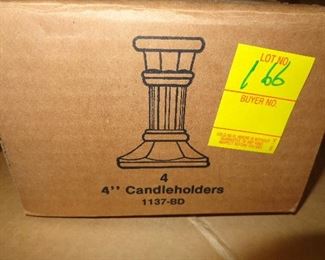 LOT NO.
166
BUYER NO.
4
4" Candleholders
1137-BD